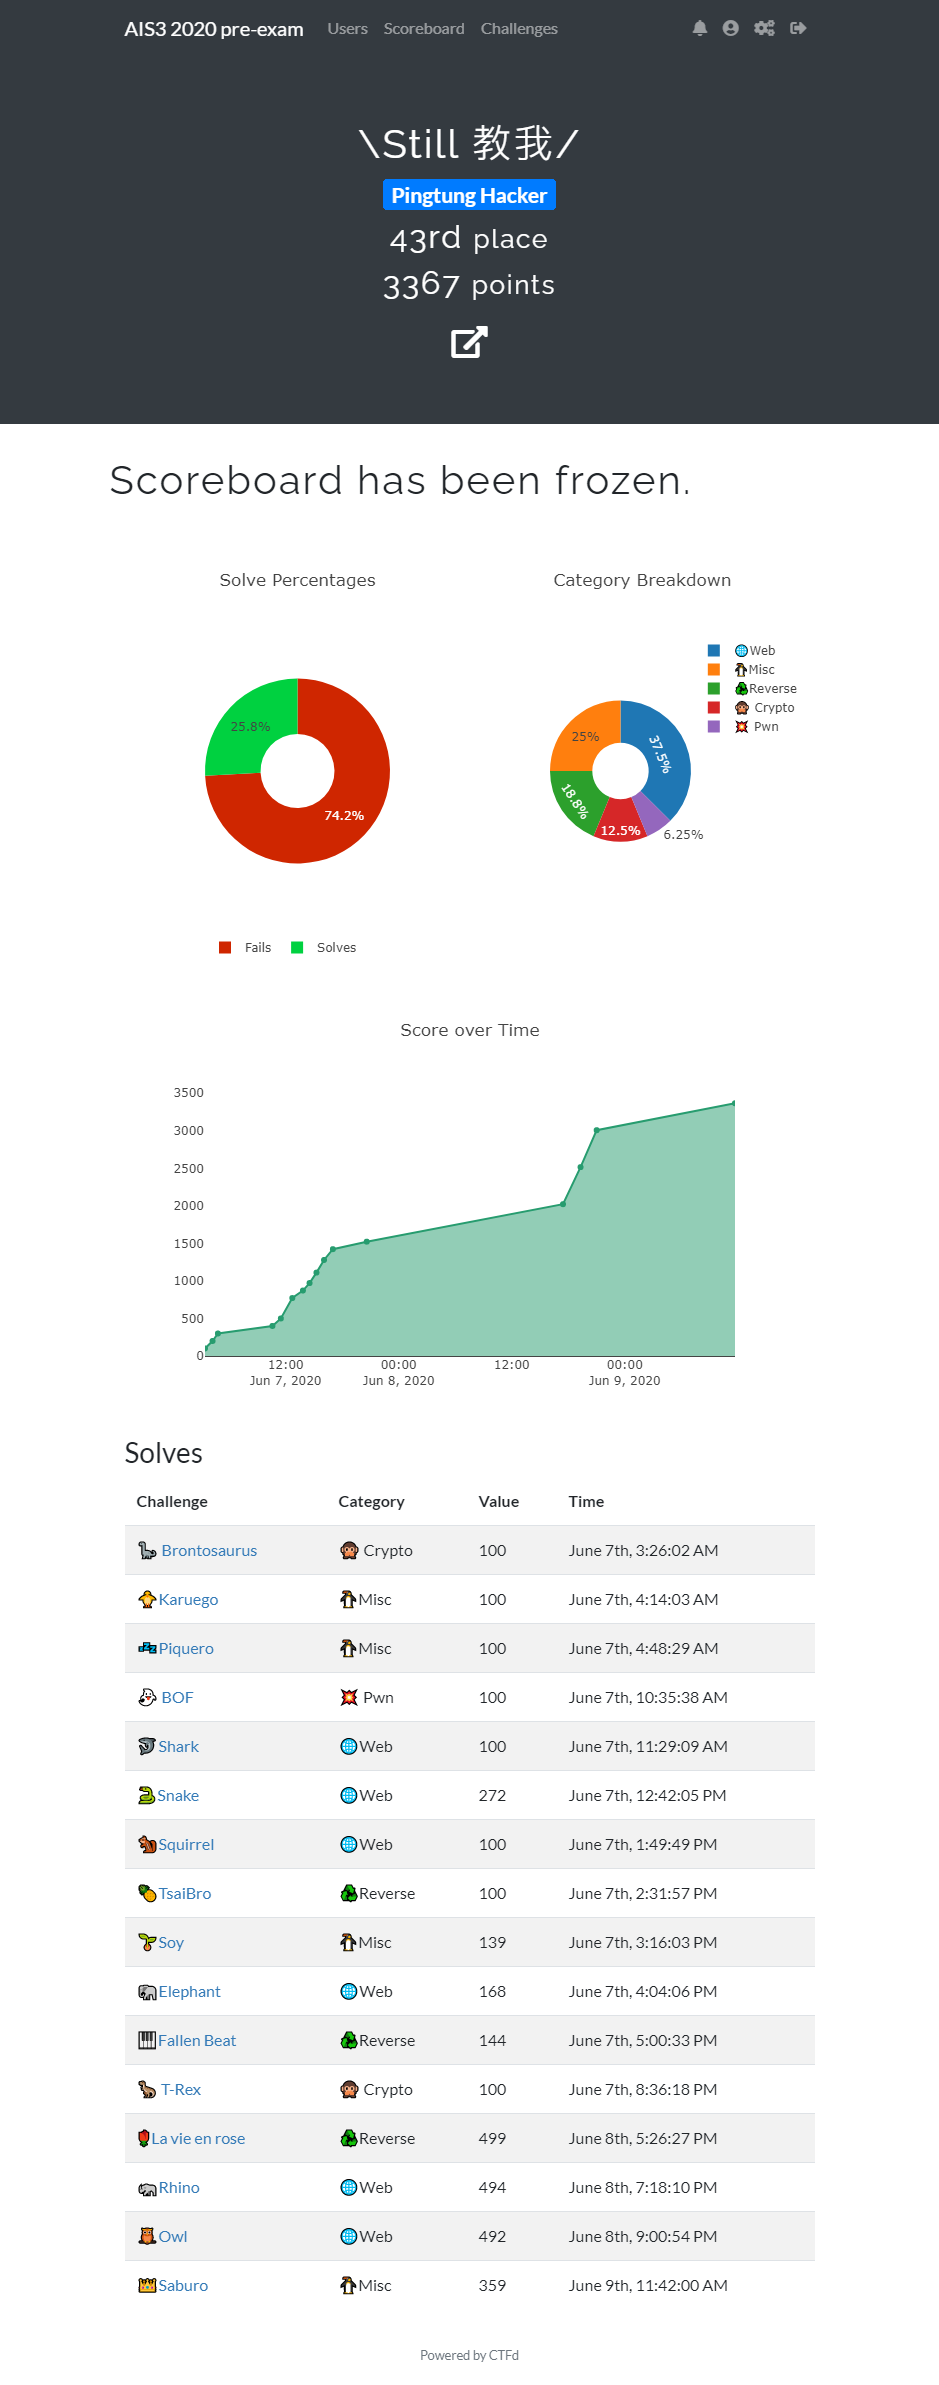 AIS3 2020 pre-exam Users Scoreboard Challenges
\Still 教我/
Pingtung Hacker
43rd place
3367 points
Scoreboard has been frozen.
Solve Percentages
25.8%
74.2%
Fails Solves
Category Breakdown
Web
Misc
Reverse
Crypto
Pwn
37.5%
25%
18.8%
12.5%
6.25%
Score over Time
3500
3000
2500
2000
1500
1000
500
0
12:00 00:00 12:00 00:00
Jun 7, 2020 Jun 8, 2020 Jun 9, 2020
Solves
Challenge Category Value Time
Brontosaurus Crypto 100 June 7th, 3:26:02 AM
Karuego Misc 100 June 7th, 4:14:03 AM
Piquero Misc 100 June 7th, 4:48:29 AM
BOF Pwn 100 June 7th, 10:35:38 AM
Shark Web 100 June 7th, 11:29:09 AM
Snake Web 272 June 7th, 12:42:05 PM
Squirrel Web 100 June 7th, 1:49:49 PM
TsaiBro Reverse 100 June 7th, 2:31:57 PM
Soy Misc 139 June 7th, 3:16:03 PM
Elephant Web 168 June 7th, 4:04:06 PM
Fallen Beat Reverse 144 June 7th, 5:00:33 PM
T-Rex Crypto 100 June 7th, 8:36:18 PM
La vie en rose Reverse 499 June 8th, 5:26:27 PM
Rhino Web 494 June 8th, 7:18:10 PM
Owl Web 492 June 8th, 9:00:54 PM
Saburo Misc 359 June 9th, 11:42:00 AM
Powered by CTFd